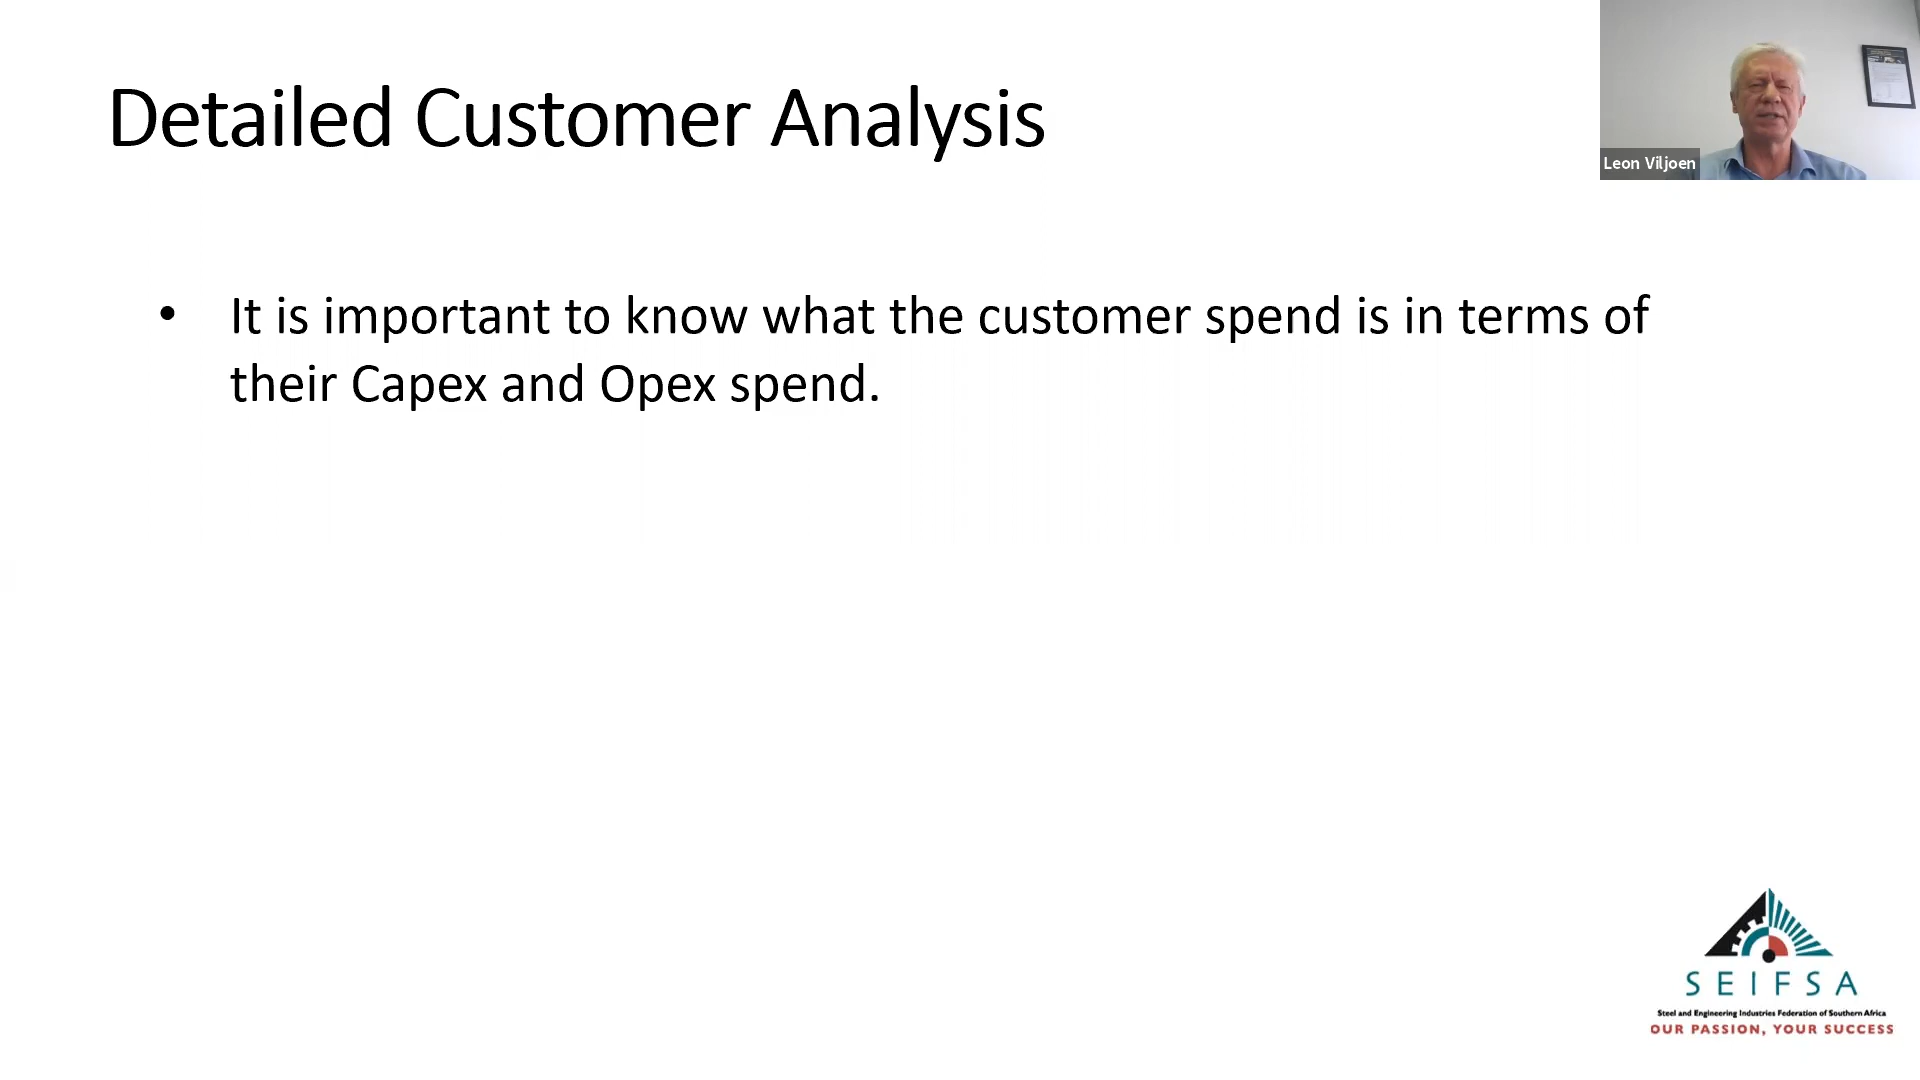 Detailed Customer Analysis
Leon Viljoen
• It is important to know what the customer spend is in terms of
their Capex and Opex spend.
SEIFSA
Steel and Engineering Industries Federation of Southern Africa
OUR PASSION, YOUR SUCCESS